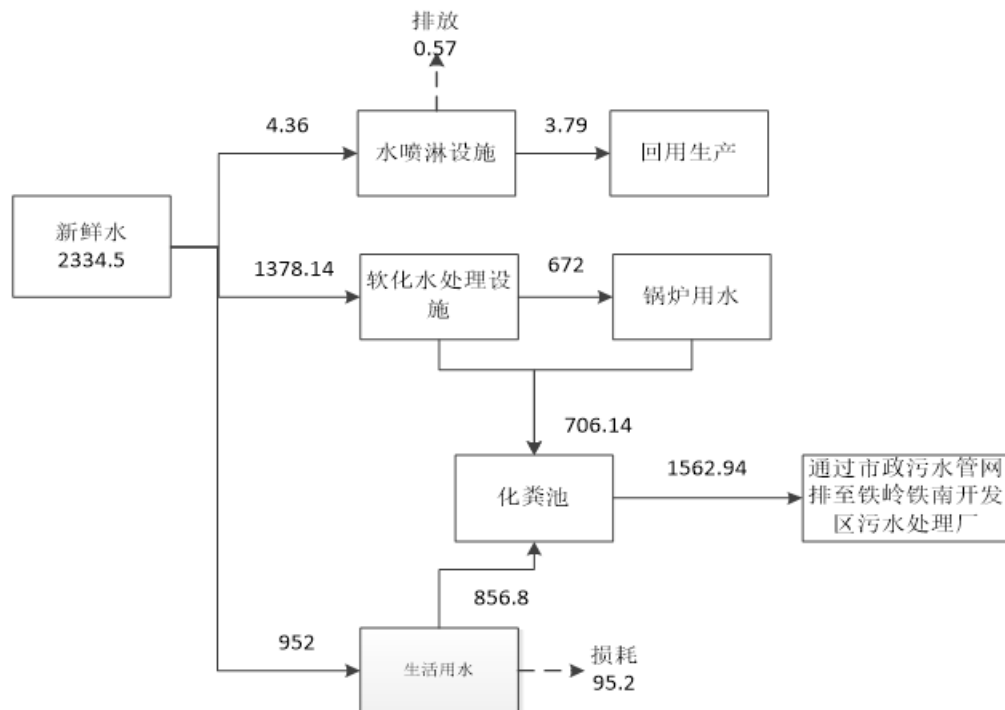 排放
0.57
4.36
水喷淋设施
3.79
回用生产
新鲜水
2334.5
1378.14
软化水处理设
施
672
锅炉用水
706.14
化粪池
1562.94
通过市政污水管网
排至铁岭铁南开发
区污水处理厂
856.8
952
生活用水
损耗
95.2